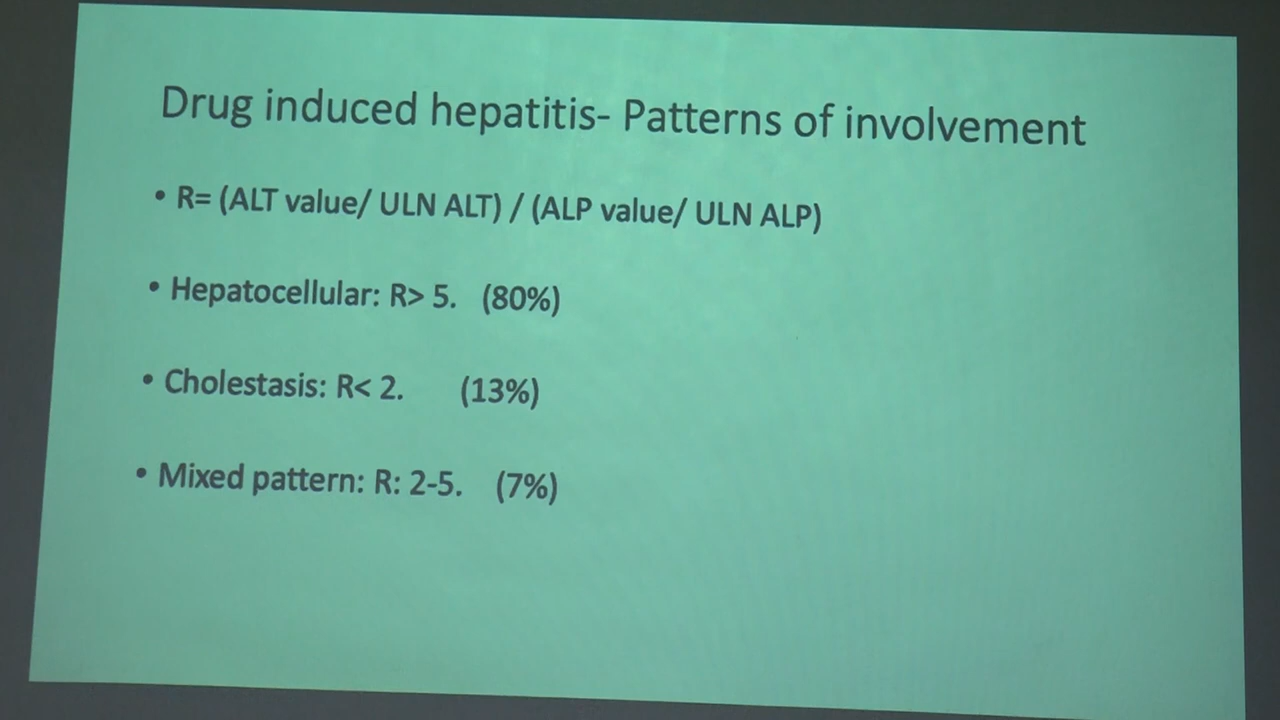 Drug induced hepatitis- Patterns of involvement
• R= (ALT value/ ULN ALT) / (ALP value/ ULN ALP)
• Hepatocellular: R> 5. (80%)
• Cholestasis: R< 2. (13%)
• Mixed pattern: R: 2-5. (7%)